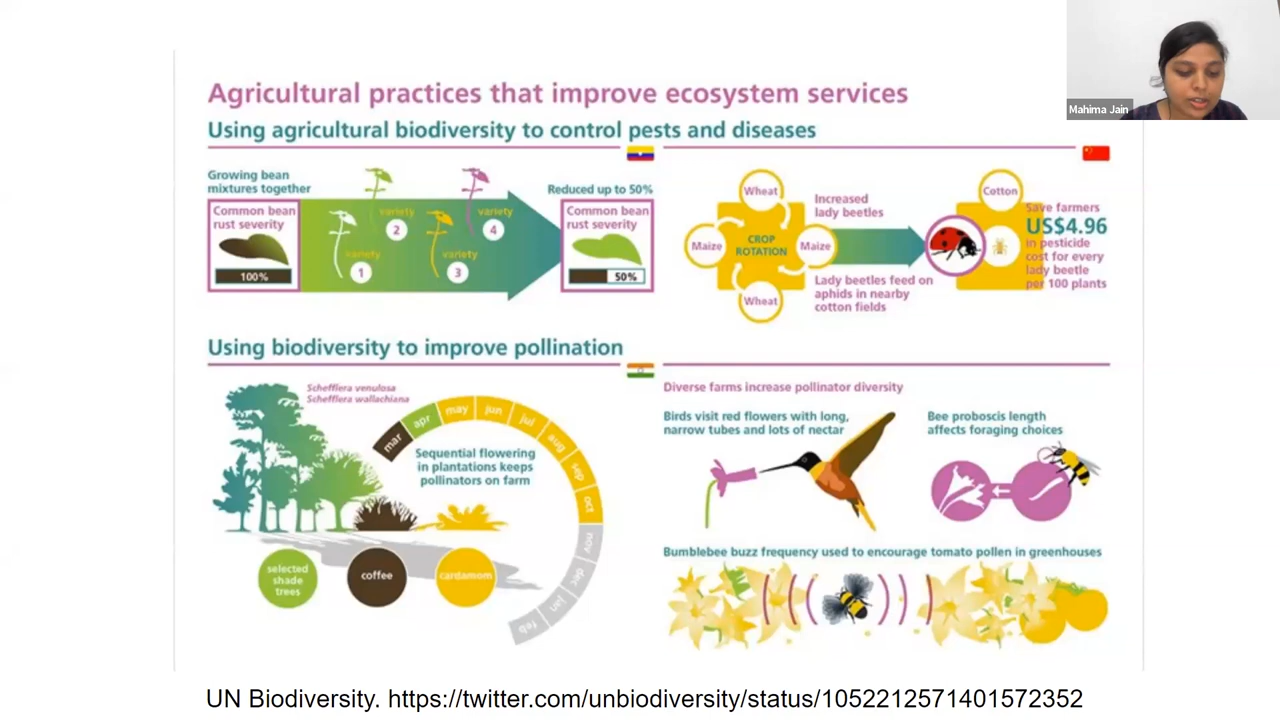 Mahima Jain
Agricultural practices that improve ecosystem services
Using agricultural biodiversity to control pests and diseases
Growing bean
mixtures together
Common bean
rust severity
100%
variety
1
variety
2
variety
3
variety
4
Reduced up to 50%
Common bean
rust severity
50%
Wheat
Maize
CROP
ROTATION
Maize
Wheat
Increased
lady beetles
Lady beetles feed on
aphids in nearby
cotton fields
Cotton
Save farmers
US$4.96
in pesticide
cost for every
lady beetle
per 100 plants
Using biodiversity to improve pollination
Schefflera venulosa
Schefflera wallachiana
mar
apr
may
jun
jul
aug
sep
oct
nov
dec
jan
feb
Sequential flowering
in plantations keeps
pollinators on farm
selected
shade
trees
coffee
cardamom
Diverse farms increase pollinator diversity
Birds visit red flowers with long,
narrow tubes and lots of nectar
Bee proboscis length
affects foraging choices
Bumblebee buzz frequency used to encourage tomato pollen in greenhouses
UN Biodiversity. https://twitter.com/unbiodiversity/status/1052212571401572352